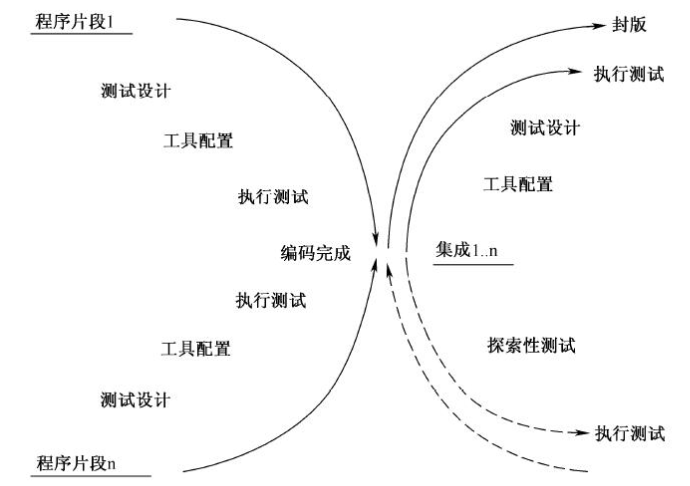 程序片段1
测试设计
工具配置
执行测试
编码完成
执行测试
工具配置
测试设计
程序片段n
封版
执行测试
测试设计
工具配置
集成1..n
探索性测试
执行测试